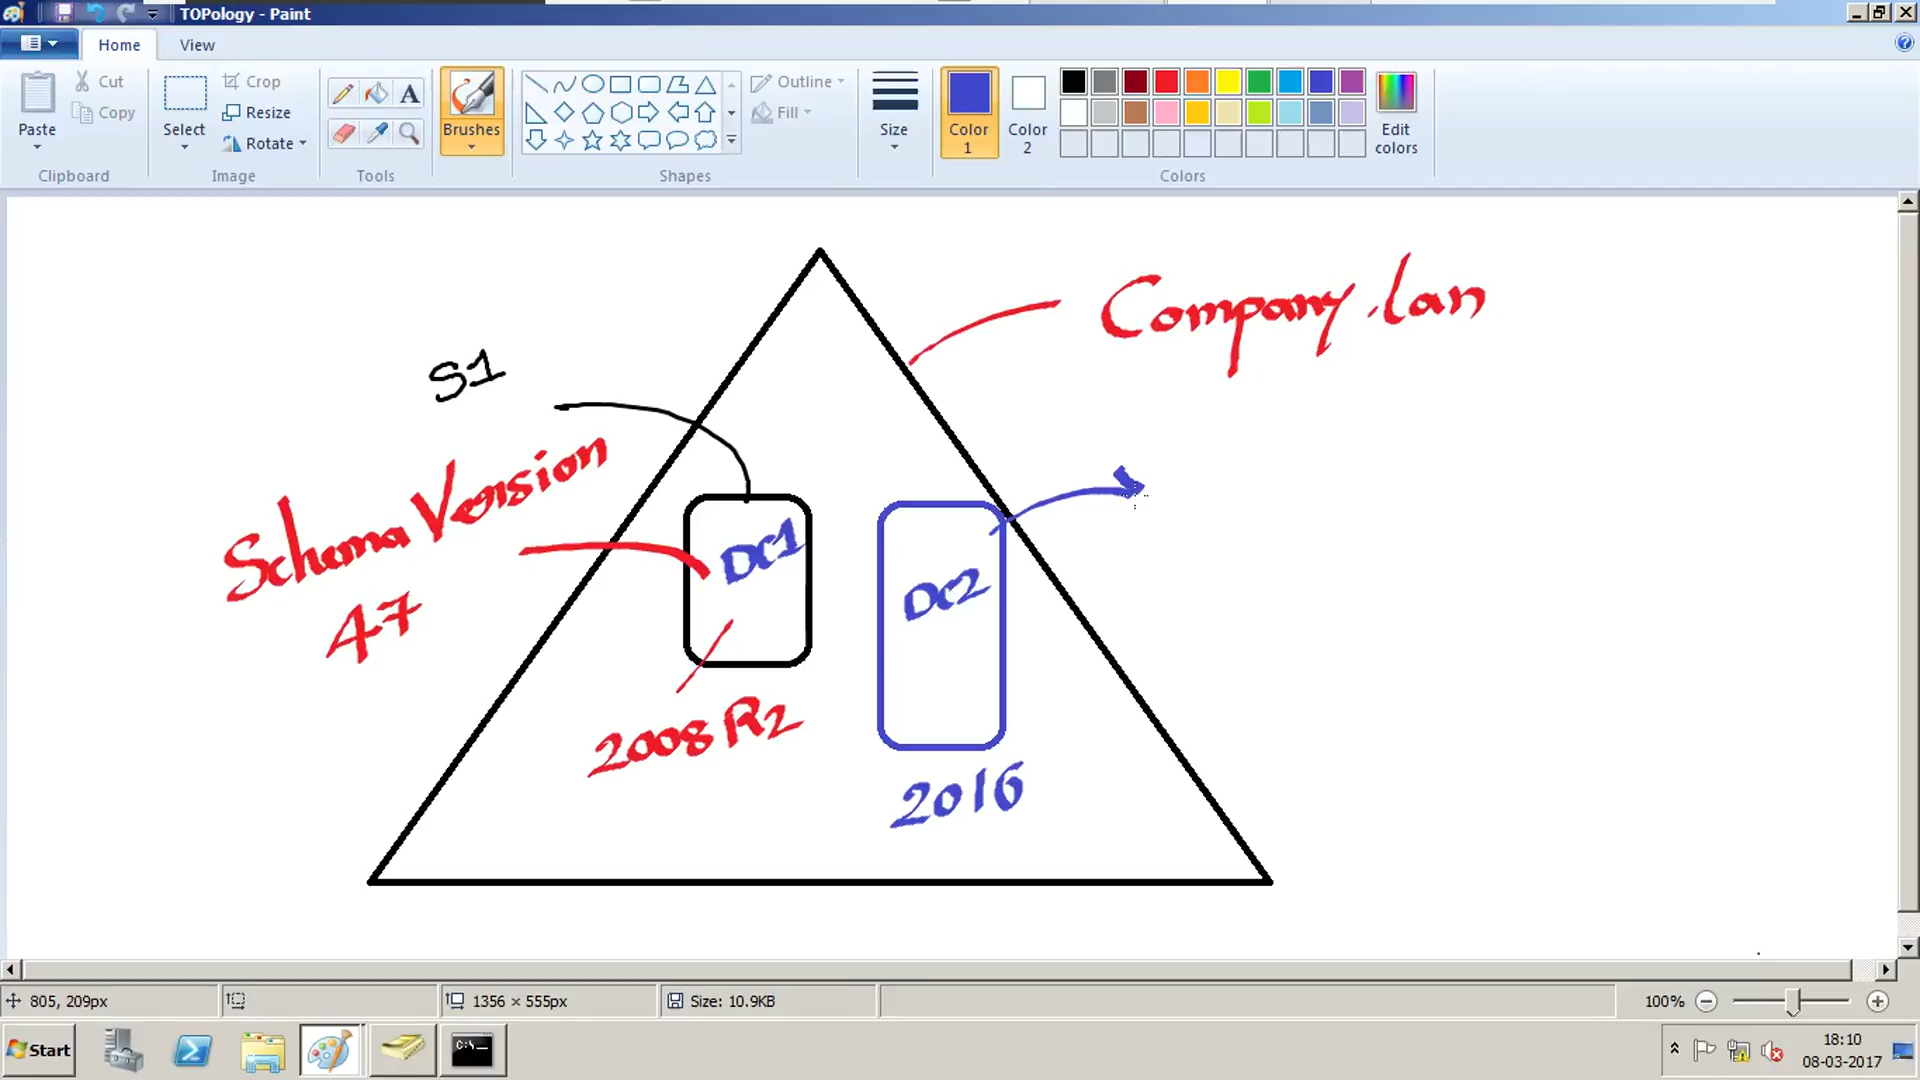 TOPology - Paint
Home
View
Paste
Cut
Copy
Clipboard
Select
Crop
Resize
Rotate
Image
A
Tools
Brushes
Shapes
Outline
Fill
Size
Color 1
Color 2
Edit colors
Colors
Company.lan
S1
Schema Version
47
DC1
DC2
2008 R2
2016
805, 209px
1356 × 555px
Size: 10.9KB
100%
Start
C:\
18:10
08-03-2017